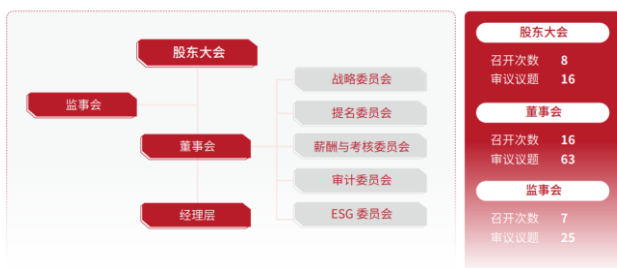 股东大会
监事会
董事会
经理层
战略委员会
提名委员会
薪酬与考核委员会
审计委员会
ESG 委员会
股东大会
召开次数 8
审议议题 16
董事会
召开次数 16
审议议题 63
监事会
召开次数 7
审议议题 25